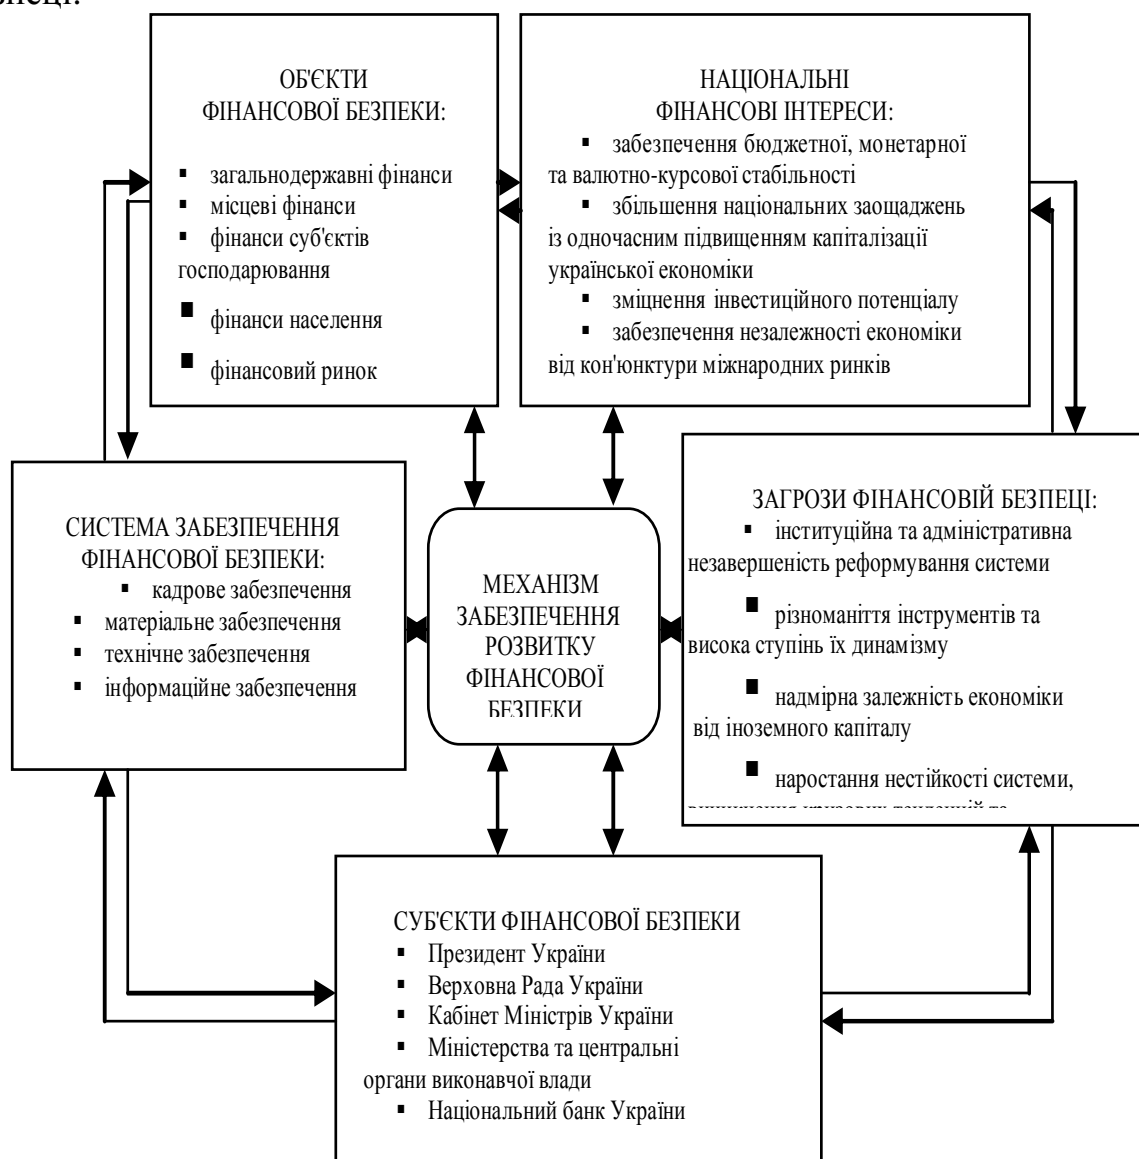 ОБ'ЄКТИ
ФІНАНСОВОЇ БЕЗПЕКИ:
▪ загальнодержавні фінанси
▪ місцеві фінанси
▪ фінанси суб'єктів
господарювання
▪ фінанси населення
▪ фінансовий ринок
НАЦІОНАЛЬНІ
ФІНАНСОВІ ІНТЕРЕСИ:
▪ забезпечення бюджетної, монетарної
та валютно-курсової стабільності
▪ збільшення національних заощаджень
із одночасним підвищенням капіталізації
української економіки
▪ зміцнення інвестиційного потенціалу
▪ забезпечення незалежності економіки
від кон'юнктури міжнародних ринків
СИСТЕМА ЗАБЕЗПЕЧЕННЯ
ФІНАНСОВОЇ БЕЗПЕКИ:
▪ кадрове забезпечення
▪ матеріальне забезпечення
▪ технічне забезпечення
▪ інформаційне забезпечення
МЕХАНІЗМ
ЗАБЕЗПЕЧЕННЯ
РОЗВИТКУ
ФІНАНСОВОЇ
БЕЗПЕКИ
ЗАГРОЗИ ФІНАНСОВІЙ БЕЗПЕЦІ:
▪ інституційна та адміністративна
незавершеність реформування системи
▪ різноманіття інструментів та
висока ступінь їх динамізму
▪ надмірна залежність економіки
від іноземного капіталу
▪ наростання нестійкості системи,
СУБ'ЄКТИ ФІНАНСОВОЇ БЕЗПЕКИ
▪ Президент України
▪ Верховна Рада України
▪ Кабінет Міністрів України
▪ Міністерства та центральні
органи виконавчої влади
▪ Національний банк України